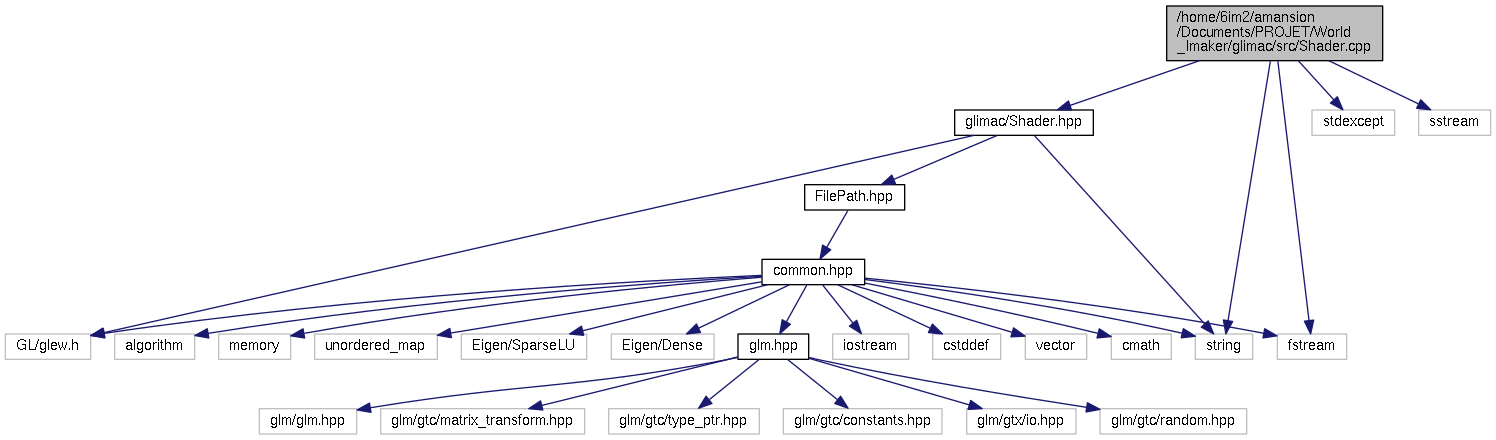 /home/6im2/amansion
/Documents/PROJET/World
_Imaker/glimac/src/Shader.cpp
glimac/Shader.hpp
stdexcept
sstream
FilePath.hpp
common.hpp
GL/glew.h
algorithm
memory
unordered_map
Eigen/SparseLU
Eigen/Dense
glm.hpp
iostream
cstddef
vector
cmath
string
fstream
glm/glm.hpp
glm/gtc/matrix_transform.hpp
glm/gtc/type_ptr.hpp
glm/gtc/constants.hpp
glm/gtx/io.hpp
glm/gtc/random.hpp